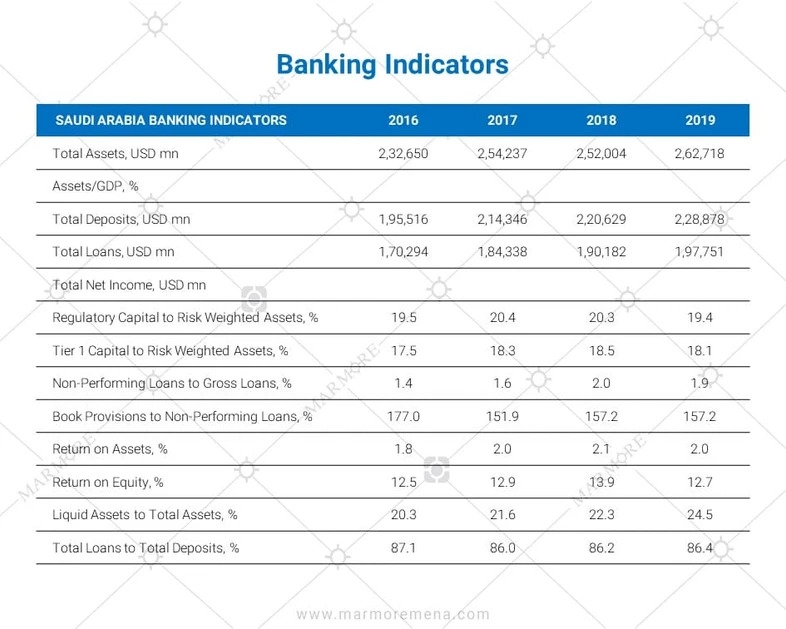 Banking Indicators
SAUDI ARABIA BANKING INDICATORS 2016 2017 2018 2019
Total Assets, USD mn 2,32,650 2,54,237 2,52,004 2,62,718
Assets/GDP, %
Total Deposits, USD mn 1,95,516 2,14,346 2,20,629 2,28,878
Total Loans, USD mn 1,70,294 1,84,338 1,90,182 1,97,751
Total Net Income, USD mn
Regulatory Capital to Risk Weighted Assets, % 19.5 20.4 20.3 19.4
Tier 1 Capital to Risk Weighted Assets, % 17.5 18.3 18.5 18.1
Non-Performing Loans to Gross Loans, % 1.4 1.6 2.0 1.9
Book Provisions to Non-Performing Loans, % 177.0 151.9 157.2 157.2
Return on Assets, % 1.8 2.0 2.1 2.0
Return on Equity, % 12.5 12.9 13.9 12.7
Liquid Assets to Total Assets, % 20.3 21.6 22.3 24.5
Total Loans to Total Deposits, % 87.1 86.0 86.2 86.4
MARMORE
MARMORE
MARMORE
MARMORE
www.marmoremena.com